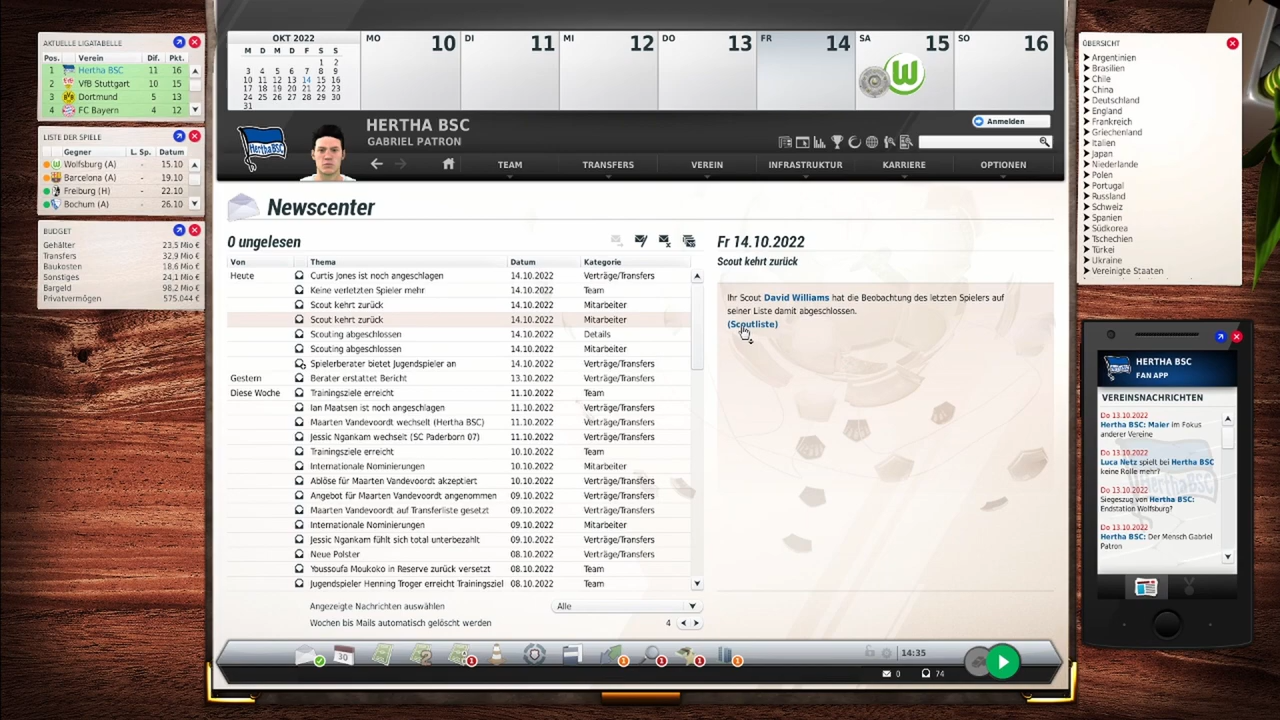 AKTUELLE LIGATABELLE
Pos. Verein Dif. Pkt.
1 Hertha BSC 11 16
2 VfB Stuttgart 10 15
3 Dortmund 5 13
4 FC Bayern 4 12
LISTE DER SPIELE
Gegner L. Sp. Datum
Wolfsburg (A) - 15.10
Barcelona (A) - 19.10
Freiburg (H) - 22.10
Bochum (A) - 26.10
BUDGET
Gehälter 23,5 Mio €
Transfers 32,9 Mio €
Baukosten 18,6 Mio €
Sonstiges 24,1 Mio €
Bargeld 98,2 Mio €
Privatvermögen 575.044 €
OKT 2022
M D M D F S S
1 2
3 4 5 6 7 8 9
10 11 12 13 14 15 16
17 18 19 20 21 22 23
24 25 26 27 28 29 30
31
MO 10
DI 11
MI 12
DO 13
FR 14
SA 15
SO 16
HERTHA BSC
GABRIEL PATRON
Anmelden
TEAM TRANSFERS VEREIN INFRASTRUKTUR KARRIERE OPTIONEN
Newscenter
0 ungelesen
Von Thema Datum Kategorie
Heute Curtis Jones ist noch angeschlagen 14.10.2022 Verträge/Transfers
Keine verletzten Spieler mehr 14.10.2022 Team
Scout kehrt zurück 14.10.2022 Mitarbeiter
Scout kehrt zurück 14.10.2022 Mitarbeiter
Scouting abgeschlossen 14.10.2022 Details
Scouting abgeschlossen 14.10.2022 Mitarbeiter
Spielerberater bietet Jugendspieler an 14.10.2022 Verträge/Transfers
Gestern Berater erstattet Bericht 13.10.2022 Verträge/Transfers
Diese Woche Trainingsziele erreicht 11.10.2022 Team
Ian Maatsen ist noch angeschlagen 11.10.2022 Verträge/Transfers
Maarten Vandevoordt wechselt (Hertha BSC) 11.10.2022 Verträge/Transfers
Jessic Ngankam wechselt (SC Paderborn 07) 11.10.2022 Verträge/Transfers
Trainingsziele erreicht 10.10.2022 Team
Internationale Nominierungen 10.10.2022 Mitarbeiter
Ablöse für Maarten Vandevoordt akzeptiert 10.10.2022 Verträge/Transfers
Angebot für Maarten Vandevoordt angenommen 09.10.2022 Verträge/Transfers
Maarten Vandevoordt auf Transferliste gesetzt 09.10.2022 Verträge/Transfers
Internationale Nominierungen 09.10.2022 Mitarbeiter
Jessic Ngankam fühlt sich total unterbezahlt 09.10.2022 Verträge/Transfers
Neue Polster 08.10.2022 Verträge/Transfers
Youssoufa Moukoko in Reserve zurück versetzt 08.10.2022 Team
Jugendspieler Henning Troger erreicht Trainingsziel 08.10.2022 Team
Angezeigte Nachrichten auswählen Alle
Wochen bis Mails automatisch gelöscht werden 4
Fr 14.10.2022
Scout kehrt zurück
Ihr Scout David Williams hat die Beobachtung des letzten Spielers auf
seiner Liste damit abgeschlossen.
(Scoutliste)
30 2 1 1 1 1 1
14:35
0 74
ÜBERSICHT
Argentinien
Brasilien
Chile
China
Deutschland
England
Frankreich
Griechenland
Italien
Japan
Niederlande
Polen
Portugal
Russland
Schweiz
Spanien
Südkorea
Tschechien
Türkei
Ukraine
Vereinigte Staaten
HERTHA BSC
FAN APP
VEREINSNACHRICHTEN
Do 13.10.2022
Hertha BSC: Maier im Fokus
anderer Vereine
Do 13.10.2022
Luca Netz spielt bei Hertha BSC
keine Rolle mehr?
Do 13.10.2022
Siegeszug von Hertha BSC:
Endstation Wolfsburg?
Do 13.10.2022
Hertha BSC: Der Mensch Gabriel
Patron